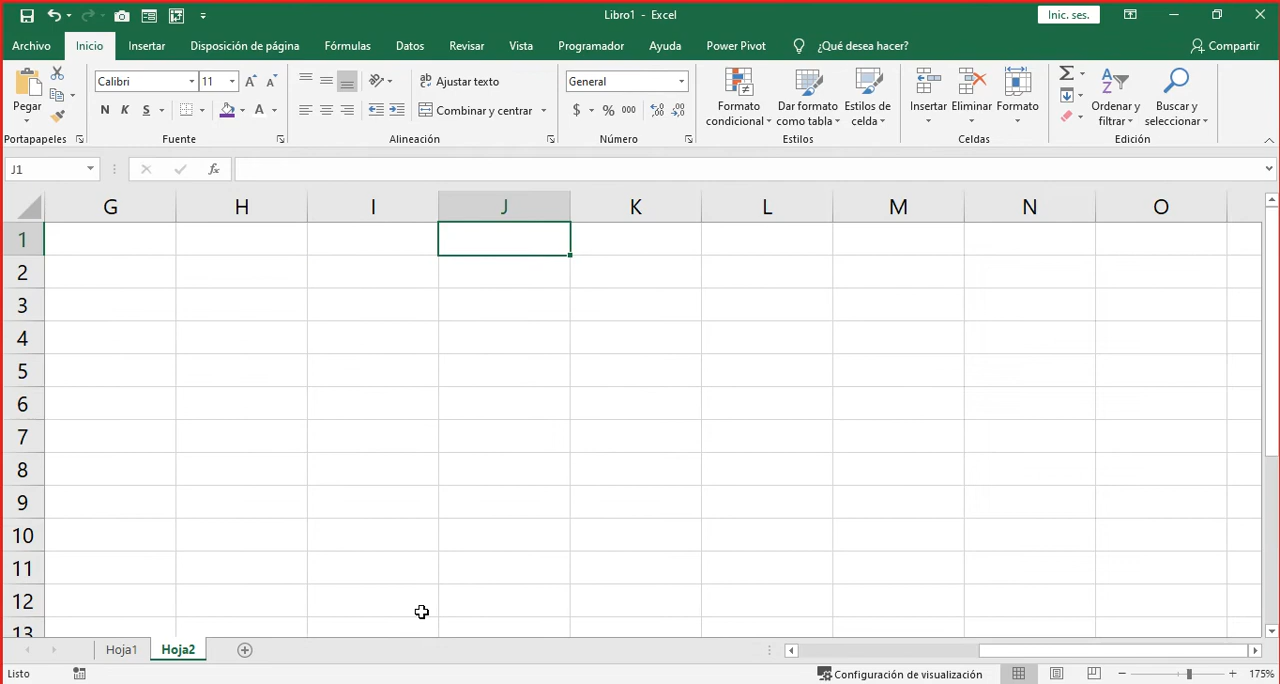 Libro1 - Excel
Inic. ses.
Archivo Inicio Insertar Disposición de página Fórmulas Datos Revisar Vista Programador Ayuda Power Pivot ¿Qué desea hacer? Compartir
Pegar
Portapapeles
Calibri 11
N K S A
Fuente
Ajustar texto
Combinar y centrar
Alineación
General
$ % 000
Número
Formato condicional
Dar formato como tabla
Estilos de celda
Estilos
Insertar Eliminar Formato
Celdas
Ordenar y filtrar
Buscar y seleccionar
Edición
J1 fx
G H I J K L M N O
1
2
3
4
5
6
7
8
9
10
11
12
13
Hoja1 Hoja2
Listo Configuración de visualización 175%